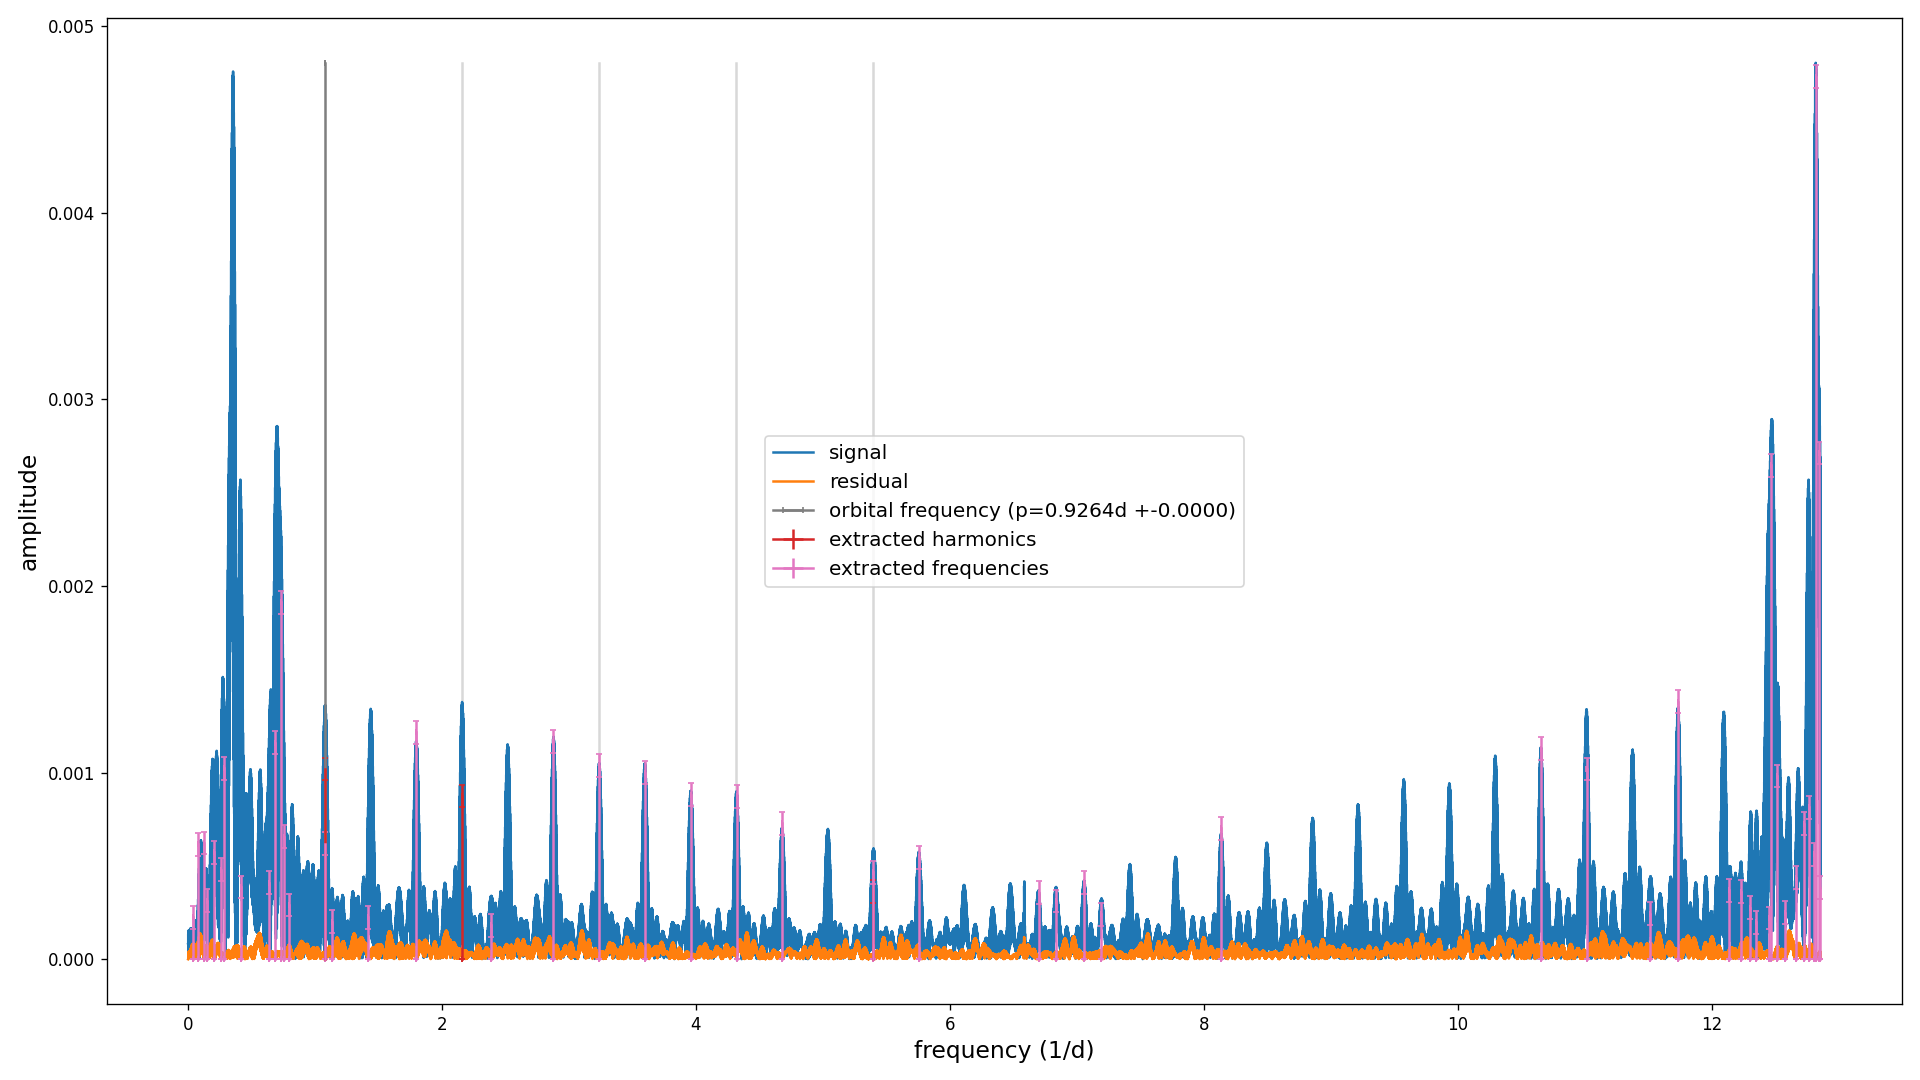 0.005
0.004
0.003
0.002
0.001
0.000
amplitude
signal
residual
orbital frequency (p=0.9264d +-0.0000)
extracted harmonics
extracted frequencies
0 2 4 6 8 10 12
frequency (1/d)